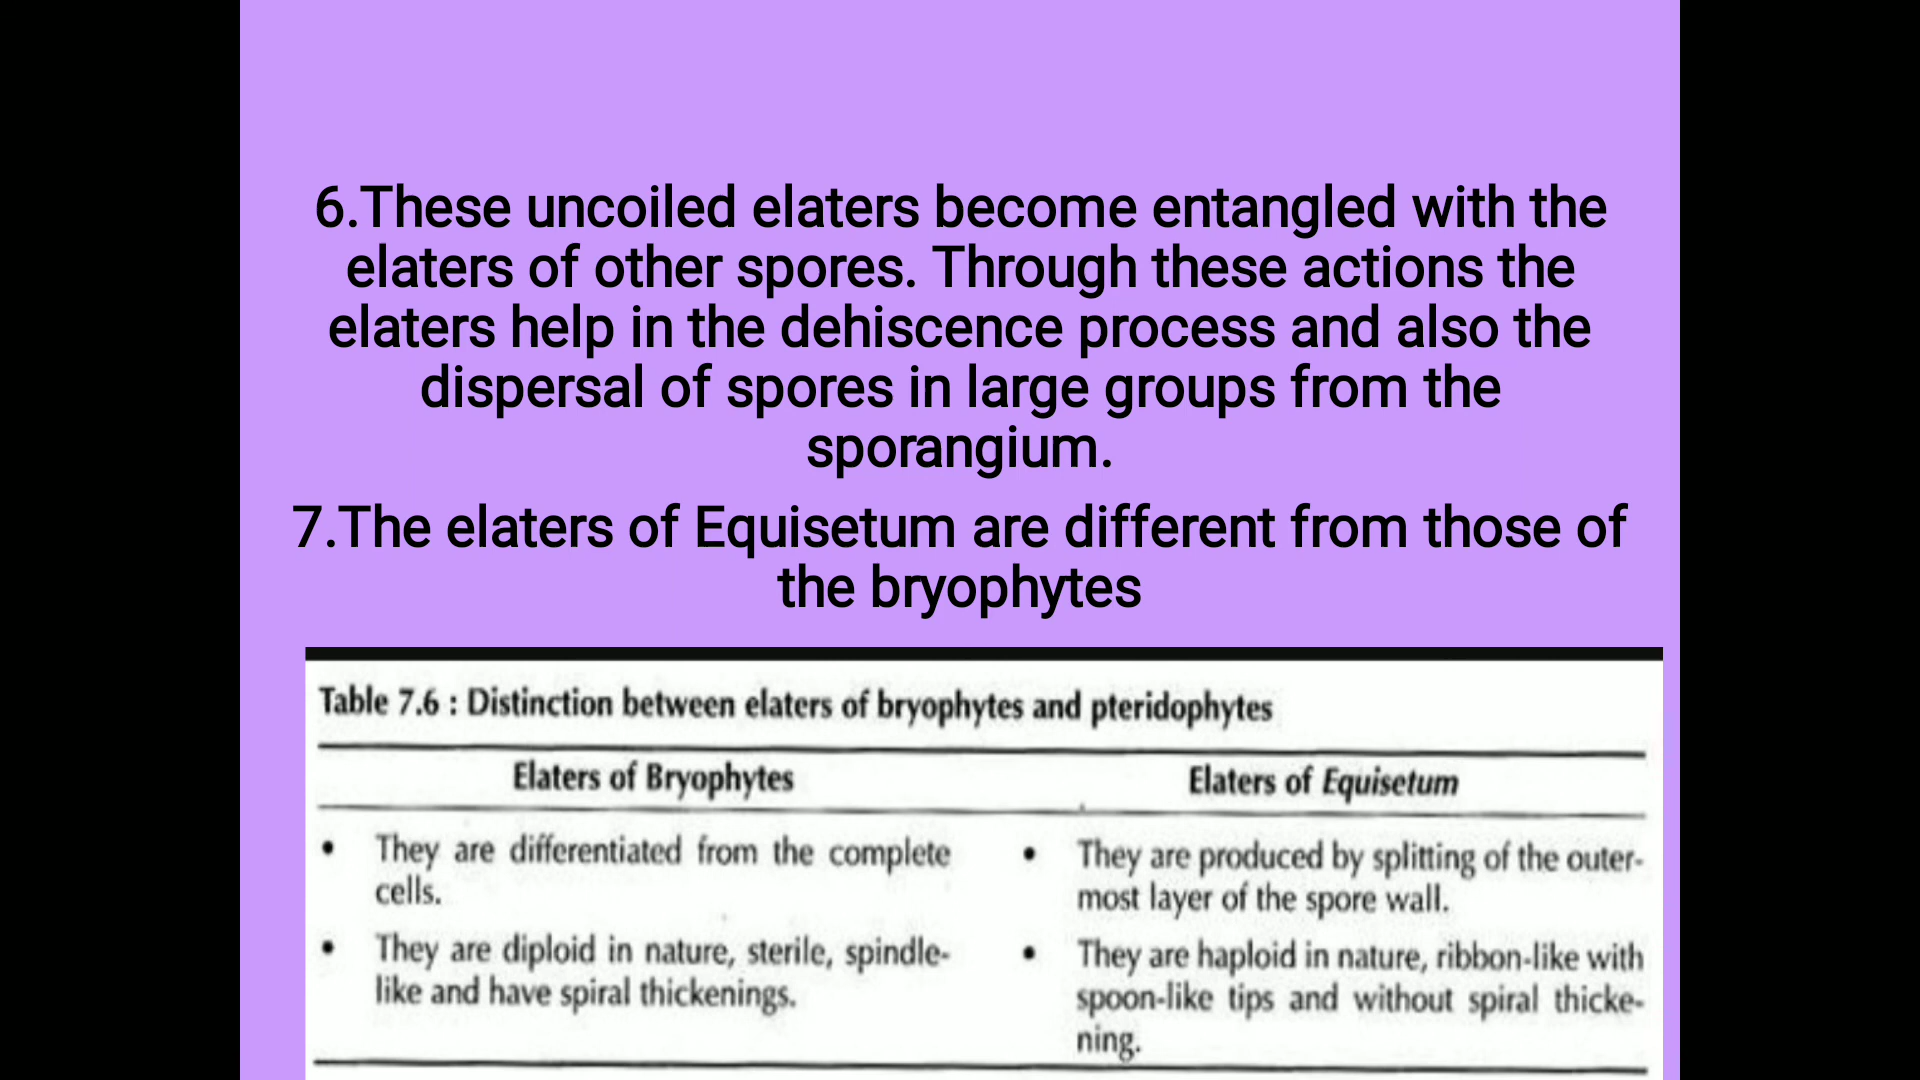 6.These uncoiled elaters become entangled with the
elaters of other spores. Through these actions the
elaters help in the dehiscence process and also the
dispersal of spores in large groups from the
sporangium.
7.The elaters of Equisetum are different from those of
the bryophytes
Table 7.6 : Distinction between elaters of bryophytes and pteridophytes
Elaters of Bryophytes
Elaters of Equisetum
• They are differentiated from the complete
cells.
• They are diploid in nature, sterile, spindle-
like and have spiral thickenings.
• They are produced by splitting of the outer-
most layer of the spore wall.
• They are haploid in nature, ribbon-like with
spoon-like tips and without spiral thicke-
ning.